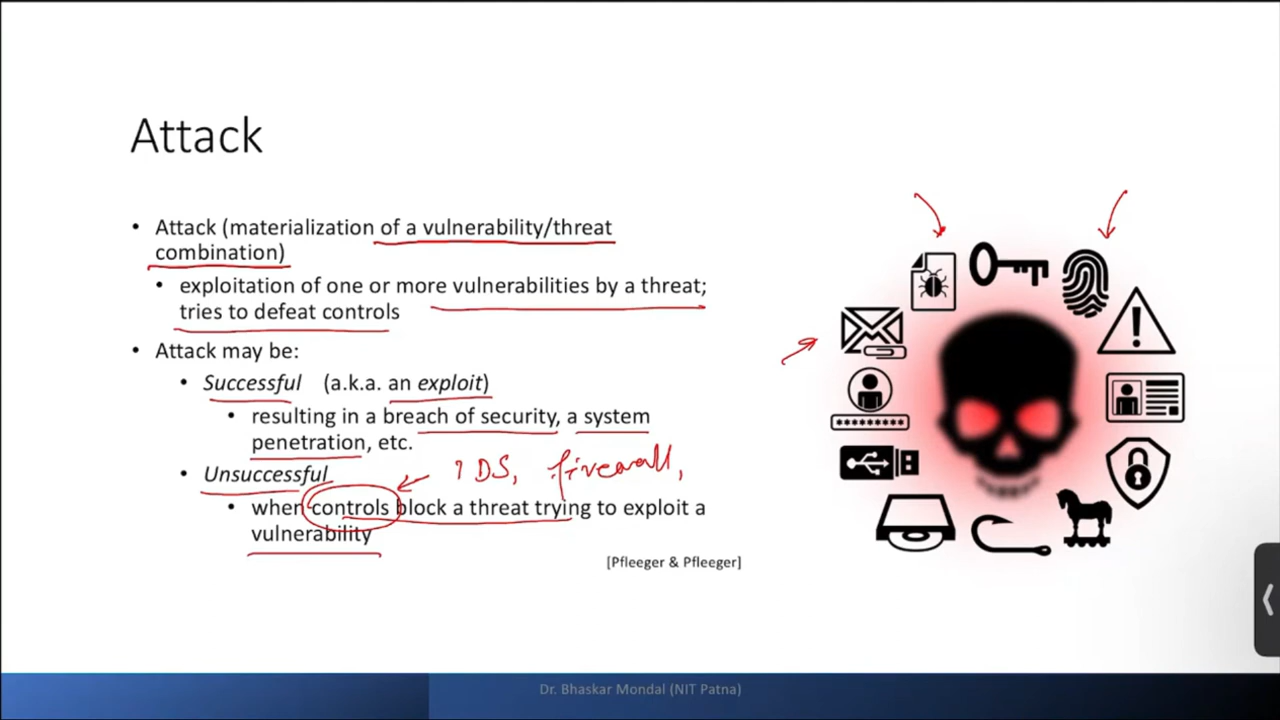 Attack
• Attack (materialization of a vulnerability/threat
combination)
• exploitation of one or more vulnerabilities by a threat;
tries to defeat controls
• Attack may be:
• Successful (a.k.a. an exploit)
• resulting in a breach of security, a system
penetration, etc.
• Unsuccessful
IDS, firewall,
• when controls block a threat trying to exploit a
vulnerability
[Pfleeger & Pfleeger]
Dr. Bhaskar Mondal (NIT Patna)